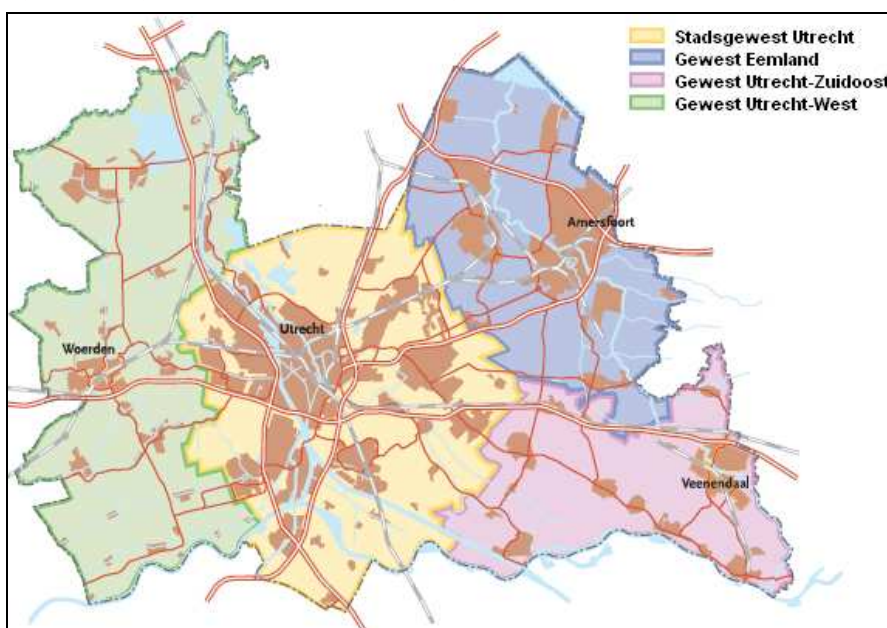 Stadsgewest Utrecht
Gewest Eemland
Gewest Utrecht-Zuidoost
Gewest Utrecht-West
Amersfoort
Utrecht
Woerden
Veenendaal